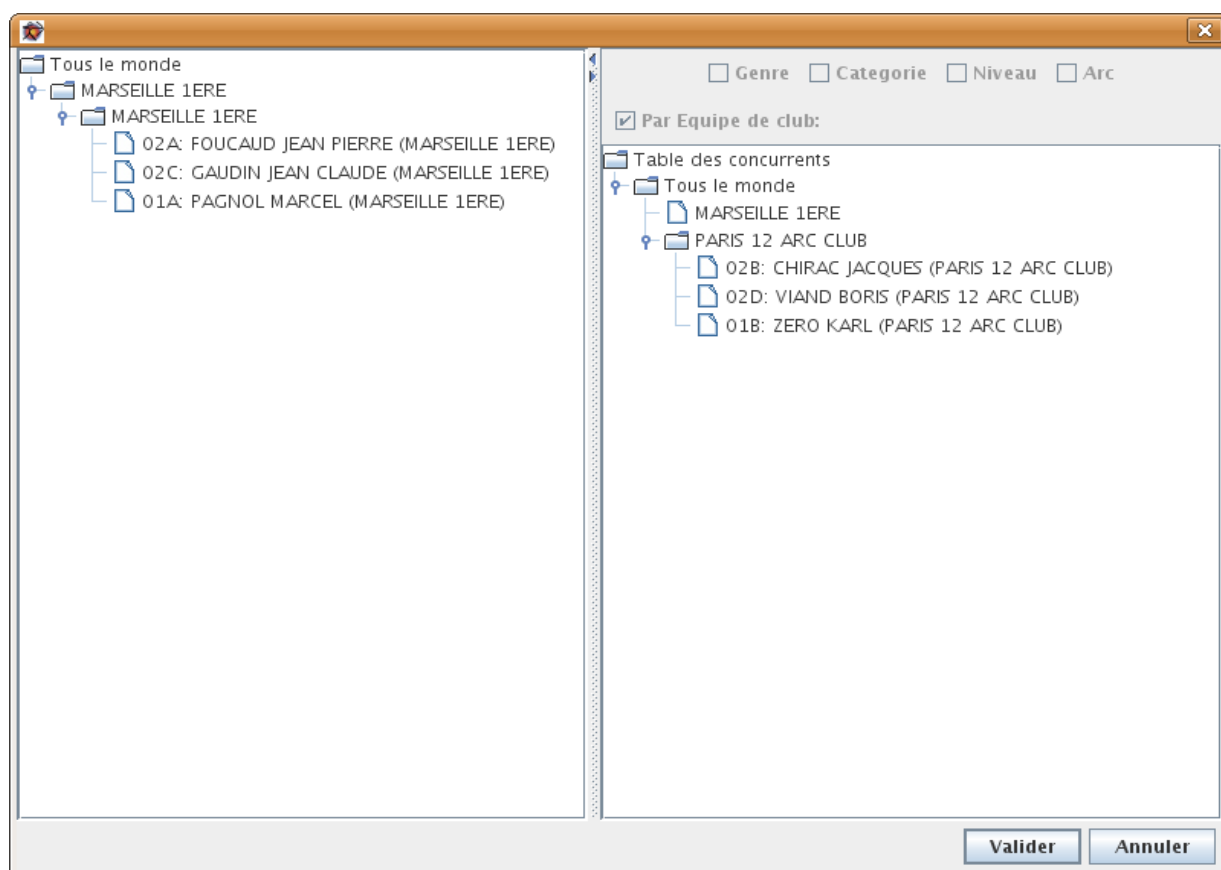 Tous le monde
MARSEILLE 1ERE
MARSEILLE 1ERE
02A: FOUCAUD JEAN PIERRE (MARSEILLE 1ERE)
02C: GAUDIN JEAN CLAUDE (MARSEILLE 1ERE)
01A: PAGNOL MARCEL (MARSEILLE 1ERE)
Genre Categorie Niveau Arc
Par Equipe de club:
Table des concurrents
Tous le monde
MARSEILLE 1ERE
PARIS 12 ARC CLUB
02B: CHIRAC JACQUES (PARIS 12 ARC CLUB)
02D: VIAND BORIS (PARIS 12 ARC CLUB)
01B: ZERO KARL (PARIS 12 ARC CLUB)
Valider Annuler